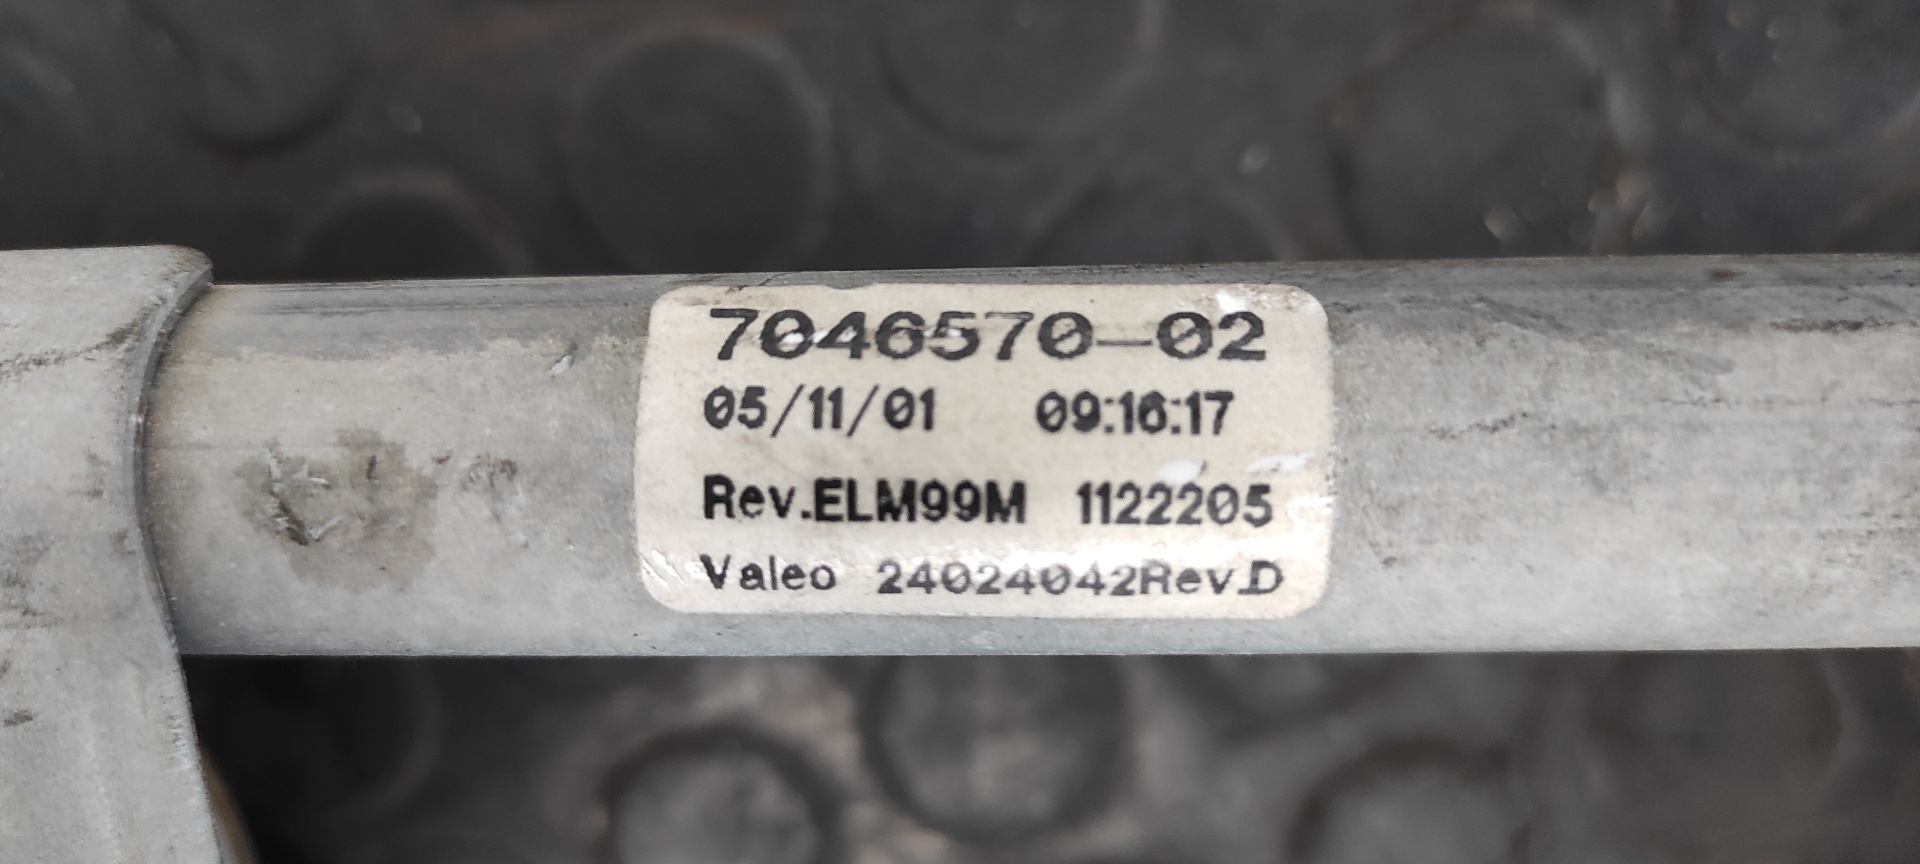 7046570-02
05/11/01 09:16:17
Rev.ELM99M 1122205
Valeo 24024042Rev.D